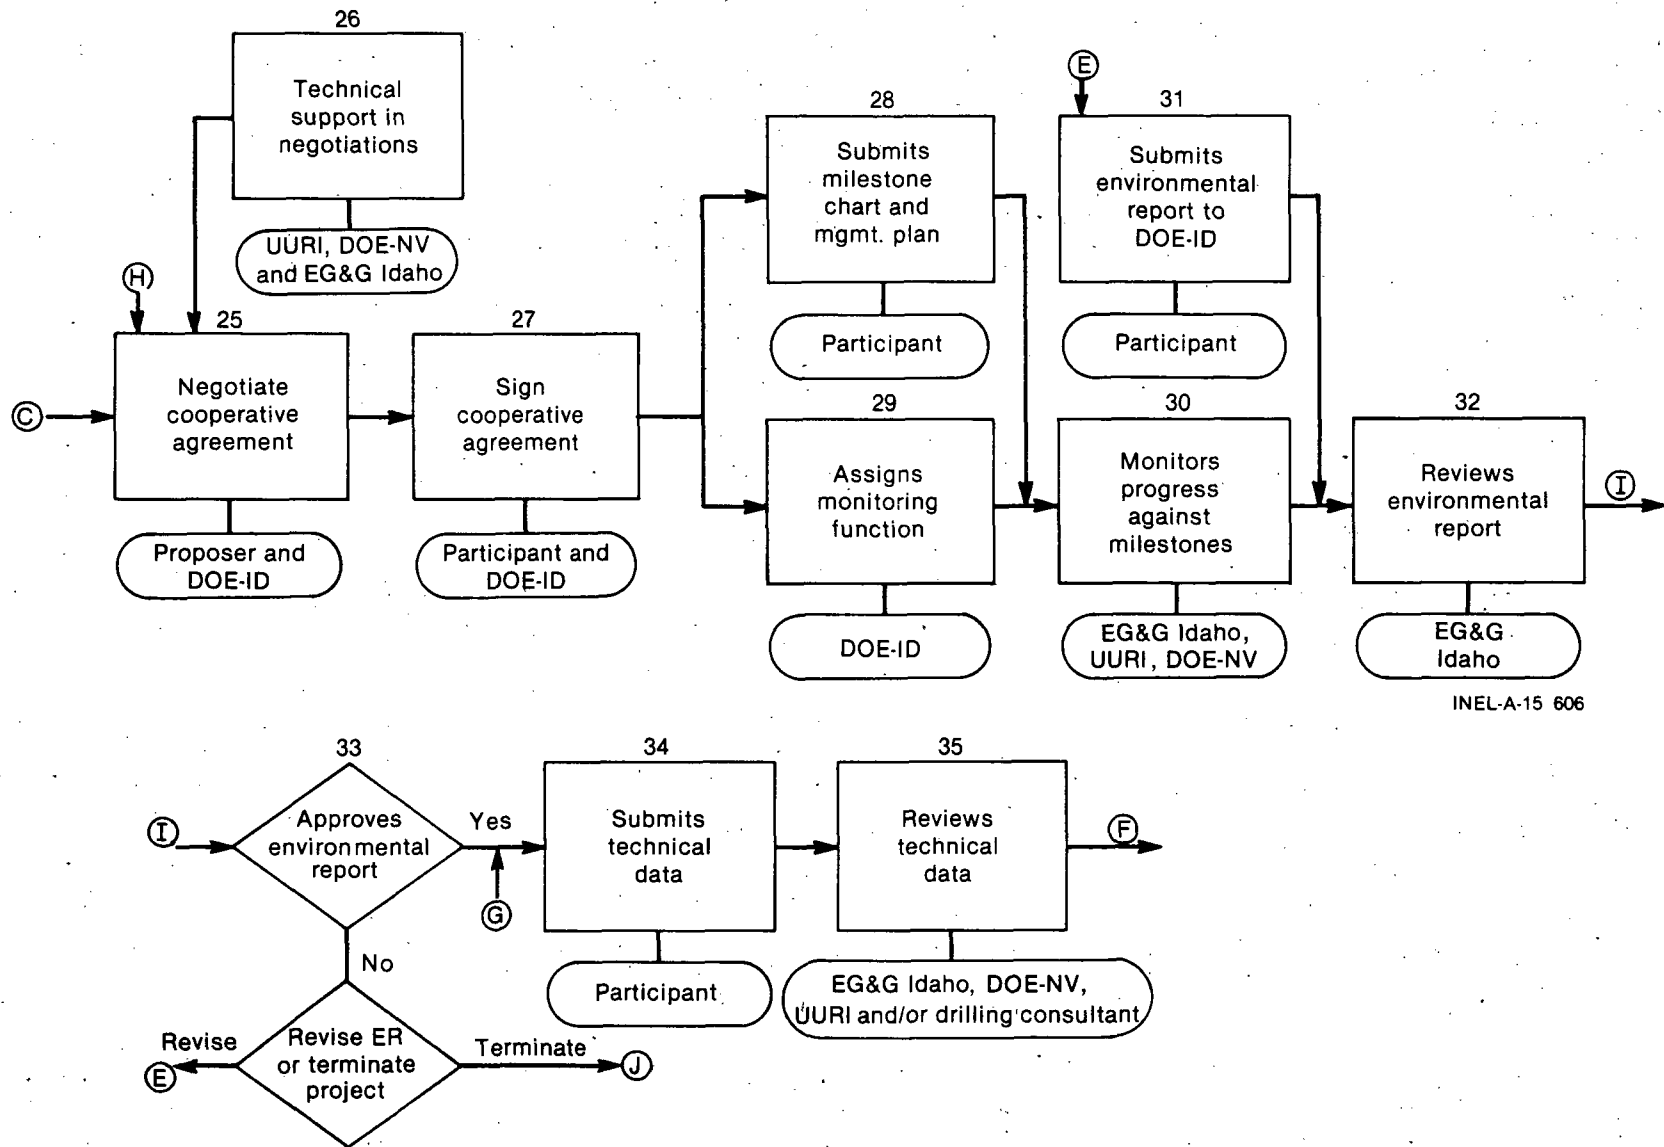 26
Technical
support in
negotiations
UURI, DOE-NV
and EG&G Idaho
H
25
C
Negotiate
cooperative
agreement
Proposer and
DOE-ID
27
Sign
cooperative
agreement
Participant and
DOE-ID
28
Submits
milestone
chart and
mgmt. plan
Participant
29
Assigns
monitoring
function
DOE-ID
E
31
Submits
environmental
report to
DOE-ID
Participant
30
Monitors
progress
against
milestones
EG&G Idaho,
UURI, DOE-NV
32
Reviews
environmental
report
EG&G
Idaho
I
INEL-A-15 606
I
33
Approves
environmental
report
Yes
G
No
Revise ER
or terminate
project
Revise
E
Terminate
J
34
Submits
technical
data
Participant
35
Reviews
technical
data
EG&G Idaho, DOE-NV,
UURI and/or drilling consultant
F